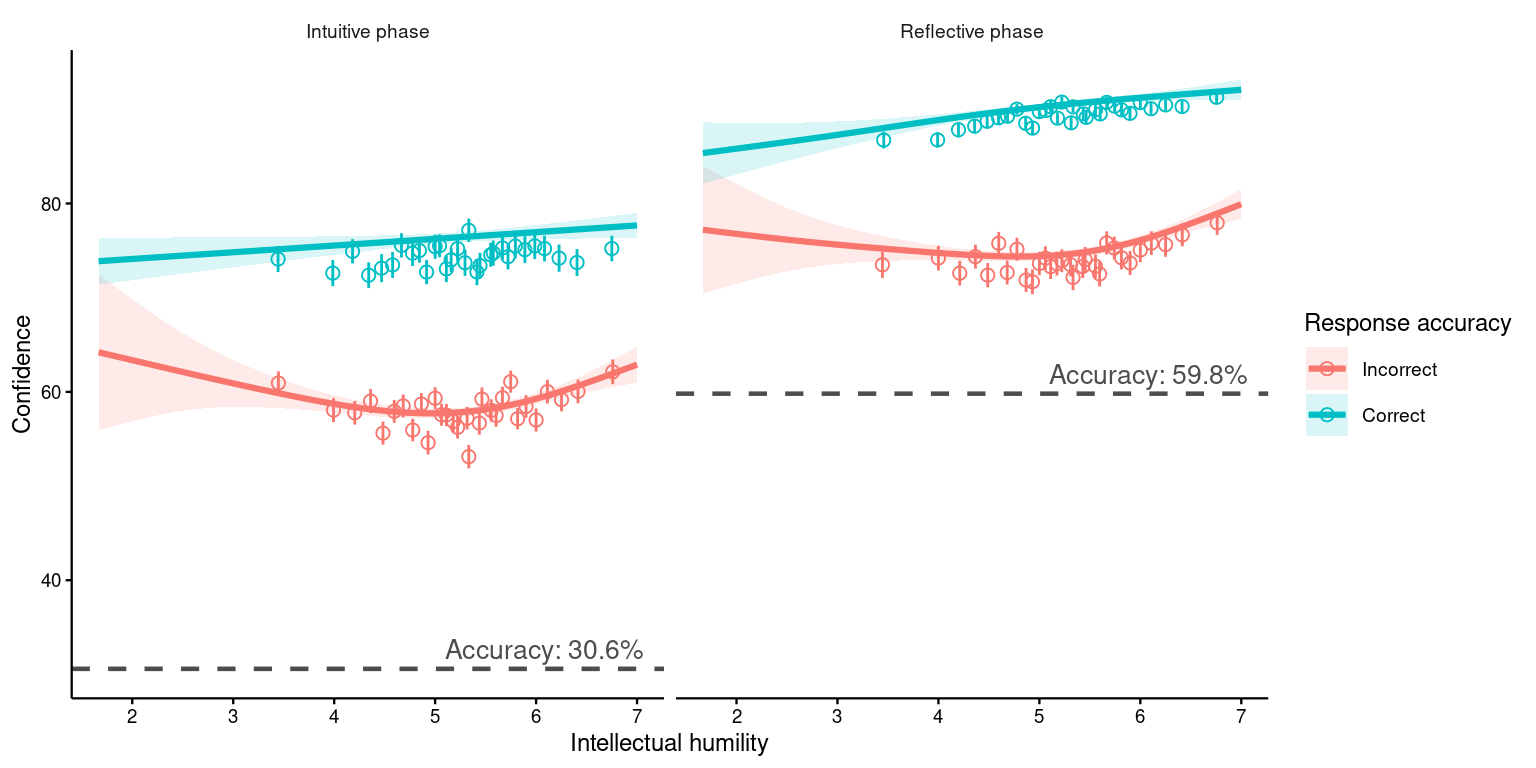 Intuitive phase
Reflective phase
Confidence
80
60
40
Accuracy: 30.6%
Accuracy: 59.8%
2 3 4 5 6 7
2 3 4 5 6 7
Intellectual humility
Response accuracy
Incorrect
Correct